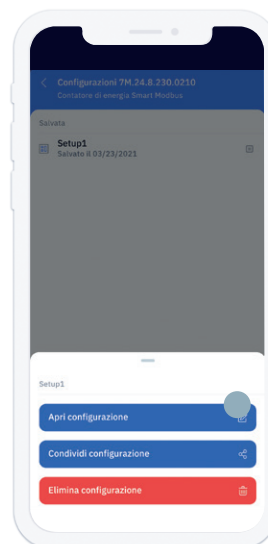 Configurazioni 7M.24.8.230.0210
Contatore di energia Smart Modbus
Salvata
Setup1
Salvato il 03/23/2021
Setup1
Apri configurazione
Condividi configurazione
Elimina configurazione